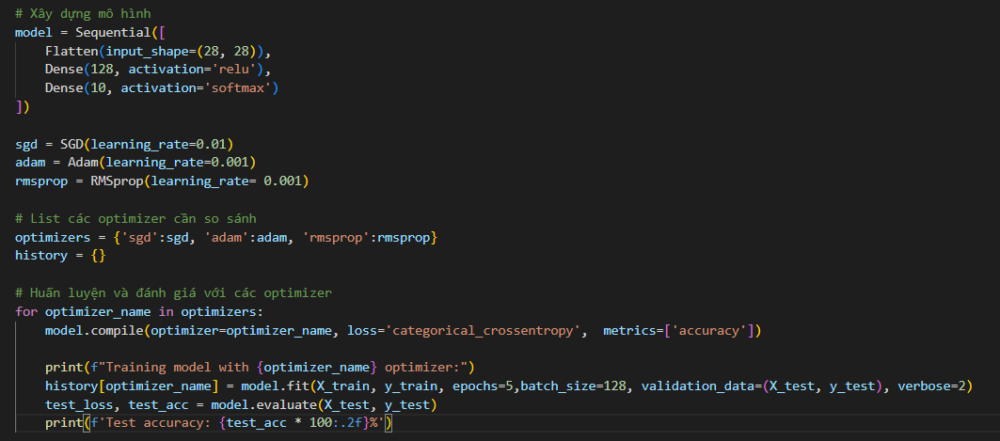 # Xây dựng mô hình
model = Sequential([
    Flatten(input_shape=(28, 28)),
    Dense(128, activation='relu'),
    Dense(10, activation='softmax')
])

sgd = SGD(learning_rate=0.01)
adam = Adam(learning_rate=0.001)
rmsprop = RMSprop(learning_rate= 0.001)

# List các optimizer cần so sánh
optimizers = {'sgd':sgd, 'adam':adam, 'rmsprop':rmsprop}
history = {}

# Huấn luyện và đánh giá với các optimizer
for optimizer_name in optimizers:
    model.compile(optimizer=optimizer_name, loss='categorical_crossentropy',  metrics=['accuracy'])

    print(f"Training model with {optimizer_name} optimizer:")
    history[optimizer_name] = model.fit(X_train, y_train, epochs=5,batch_size=128, validation_data=(X_test, y_test), verbose=2)
    test_loss, test_acc = model.evaluate(X_test, y_test)
    print(f'Test accuracy: {test_acc * 100:.2f}%')